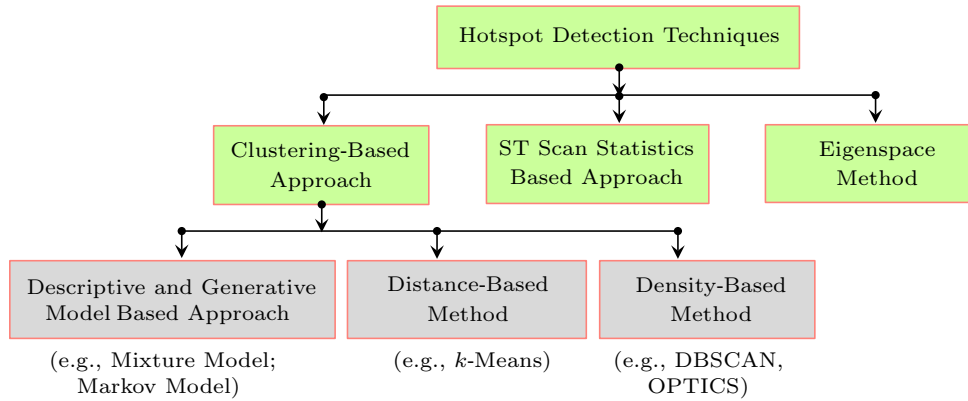 Hotspot Detection Techniques
Clustering-Based
Approach
ST Scan Statistics
Based Approach
Eigenspace
Method
Descriptive and Generative
Model Based Approach
(e.g., Mixture Model;
Markov Model)
Distance-Based
Method
(e.g., k-Means)
Density-Based
Method
(e.g., DBSCAN,
OPTICS)